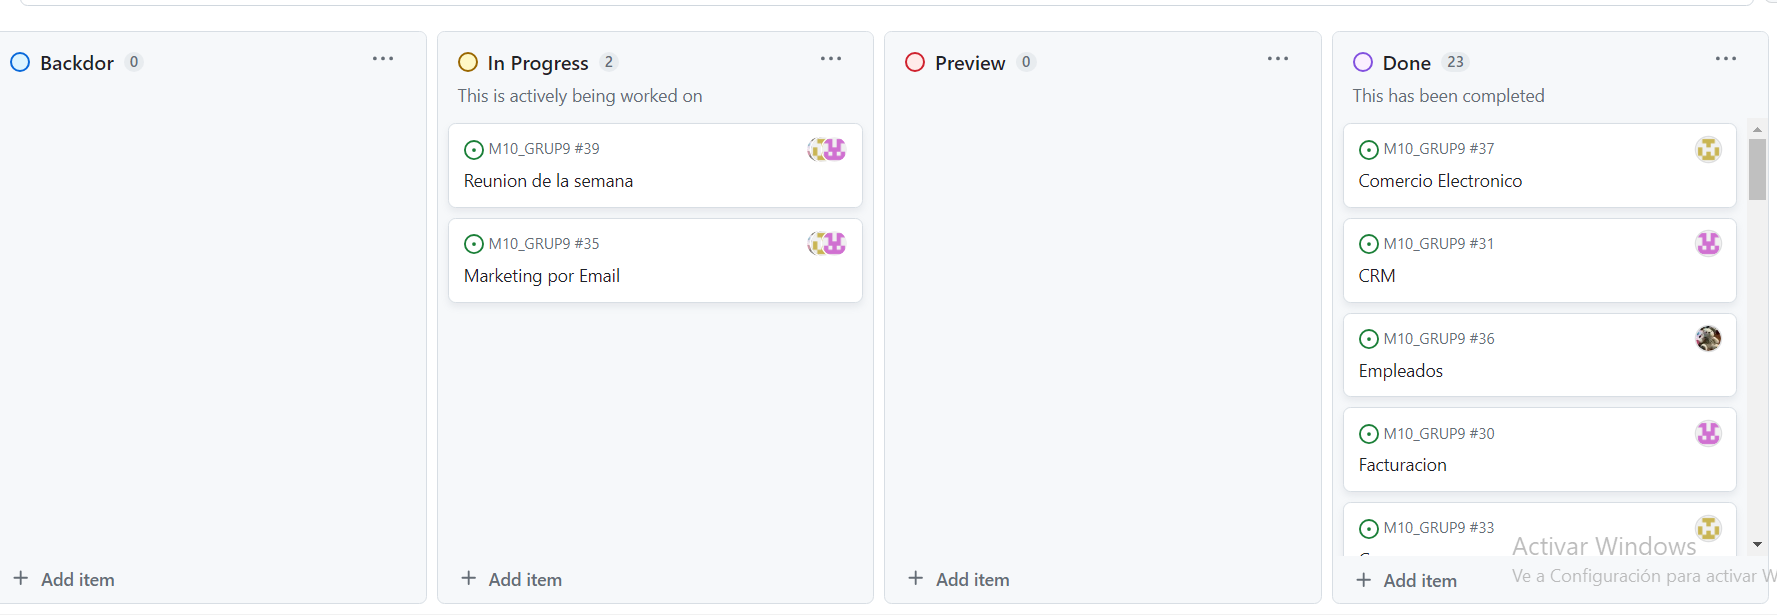 Backdor 0
In Progress 2
This is actively being worked on
M10_GRUP9 #39
Reunion de la semana
M10_GRUP9 #35
Marketing por Email
Preview 0
Done 23
This has been completed
M10_GRUP9 #37
Comercio Electronico
M10_GRUP9 #31
CRM
M10_GRUP9 #36
Empleados
M10_GRUP9 #30
Facturacion
M10_GRUP9 #33
Add item
Add item
Add item
Add item
Activar Windows
Ve a Configuración para activar W